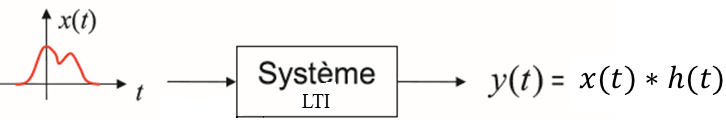 x(t)
t
Système
LTI
y(t) = x(t) * h(t)